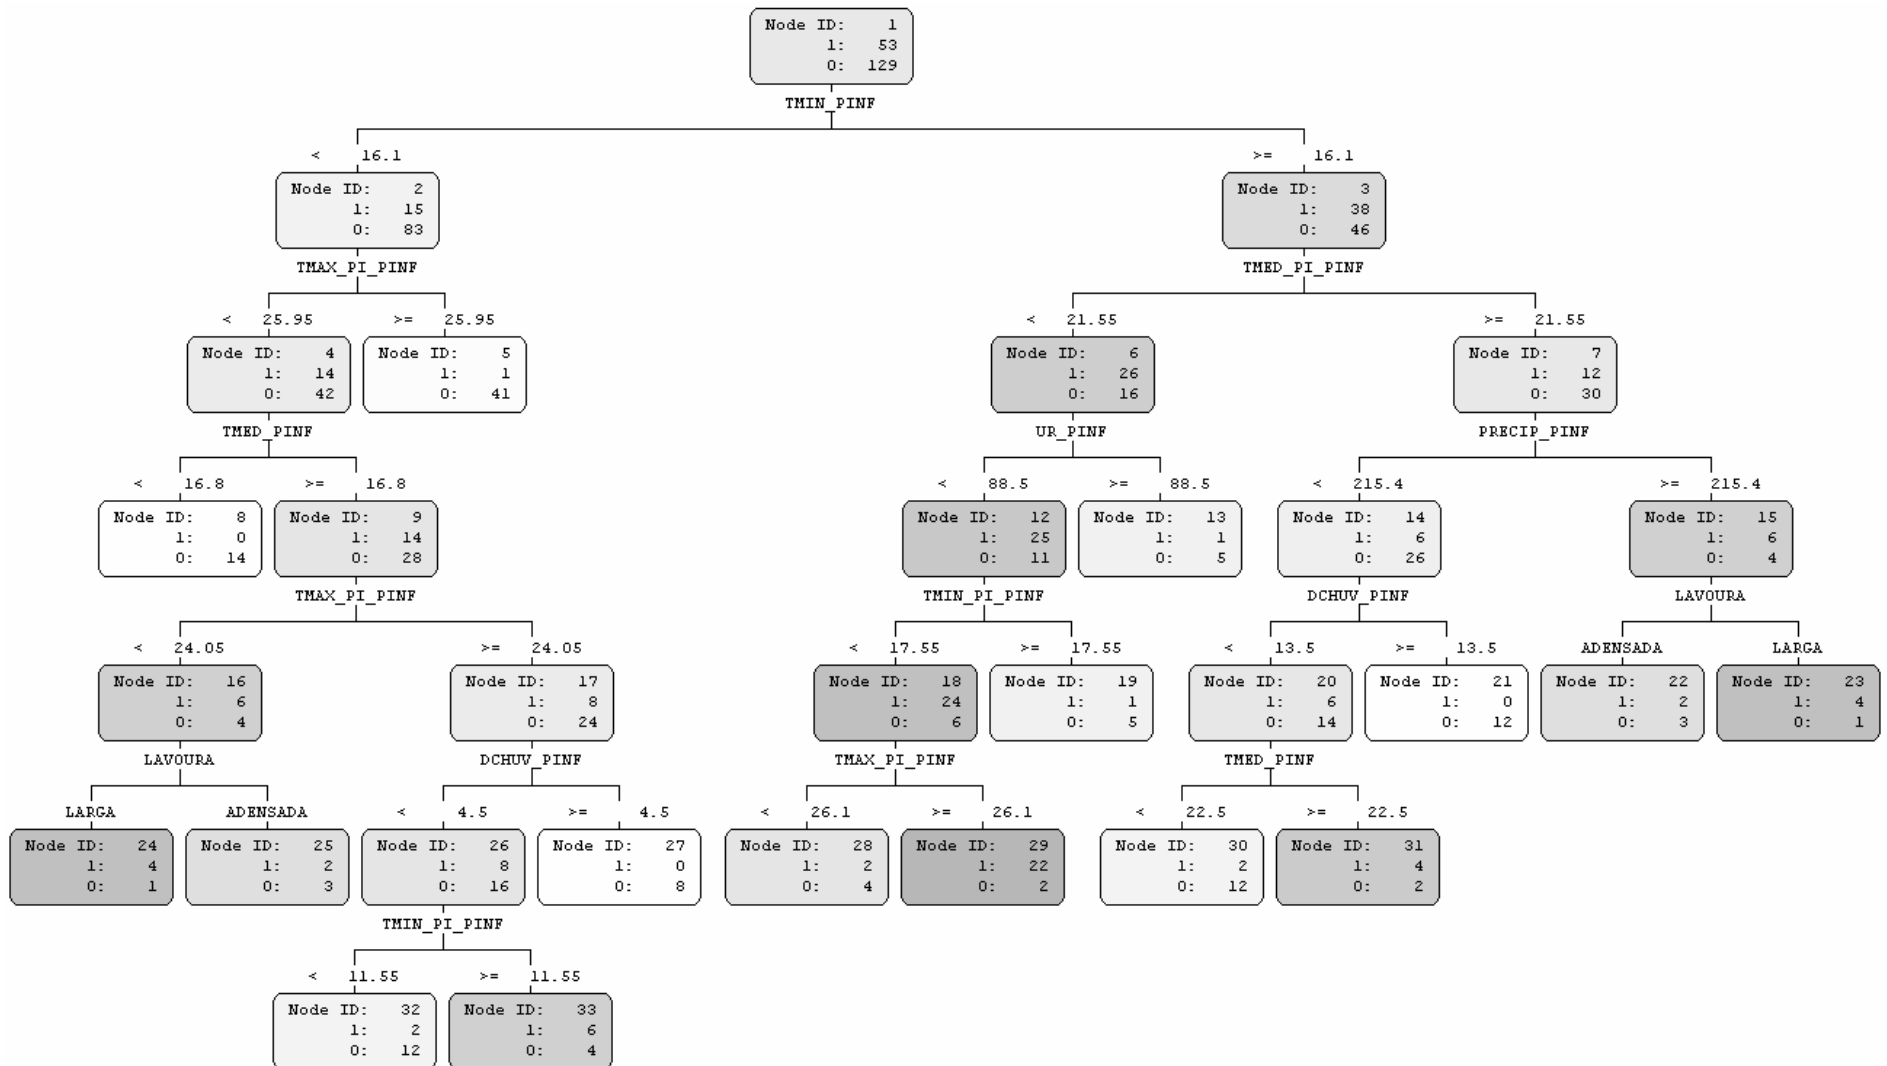 Node ID: 1
1: 53
0: 129
TMIN_PINF
< 16.1
>= 16.1
Node ID: 2
1: 15
0: 83
Node ID: 3
1: 38
0: 46
TMAX_PI_PINF
TMED_PI_PINF
< 25.95
>= 25.95
< 21.55
>= 21.55
Node ID: 4
1: 14
0: 42
Node ID: 5
1: 1
0: 41
Node ID: 6
1: 26
0: 16
Node ID: 7
1: 12
0: 30
TMED_PINF
UR_PINF
PRECIP_PINF
< 16.8
>= 16.8
< 88.5
>= 88.5
< 215.4
>= 215.4
Node ID: 8
1: 0
0: 14
Node ID: 9
1: 14
0: 28
Node ID: 12
1: 25
0: 11
Node ID: 13
1: 1
0: 5
Node ID: 14
1: 6
0: 26
Node ID: 15
1: 6
0: 4
TMAX_PI_PINF
TMIN_PI_PINF
DCHUV_PINF
LAVOURA
< 24.05
>= 24.05
< 17.55
>= 17.55
< 13.5
>= 13.5
ADENSADA
LARGA
Node ID: 16
1: 6
0: 4
Node ID: 17
1: 8
0: 24
Node ID: 18
1: 24
0: 6
Node ID: 19
1: 1
0: 5
Node ID: 20
1: 6
0: 14
Node ID: 21
1: 0
0: 12
Node ID: 22
1: 2
0: 3
Node ID: 23
1: 4
0: 1
LAVOURA
DCHUV_PINF
TMAX_PI_PINF
TMED_PINF
LARGA
ADENSADA
< 4.5
>= 4.5
< 26.1
>= 26.1
< 22.5
>= 22.5
Node ID: 24
1: 4
0: 1
Node ID: 25
1: 2
0: 3
Node ID: 26
1: 8
0: 16
Node ID: 27
1: 0
0: 8
Node ID: 28
1: 2
0: 4
Node ID: 29
1: 22
0: 2
Node ID: 30
1: 2
0: 12
Node ID: 31
1: 4
0: 2
TMIN_PI_PINF
< 11.55
>= 11.55
Node ID: 32
1: 2
0: 12
Node ID: 33
1: 6
0: 4